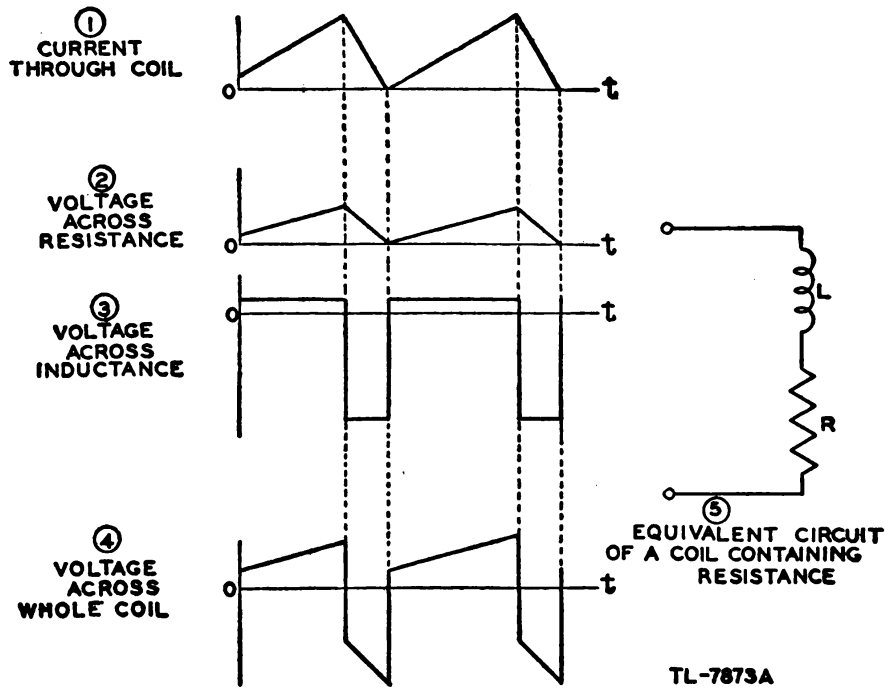 ①
CURRENT
THROUGH COIL
0
t
②
VOLTAGE
ACROSS
RESISTANCE
0
t
③
VOLTAGE
ACROSS
INDUCTANCE
0
t
L
R
④
VOLTAGE
ACROSS
WHOLE COIL
0
t
⑤
EQUIVALENT CIRCUIT
OF A COIL CONTAINING
RESISTANCE
TL-7873A